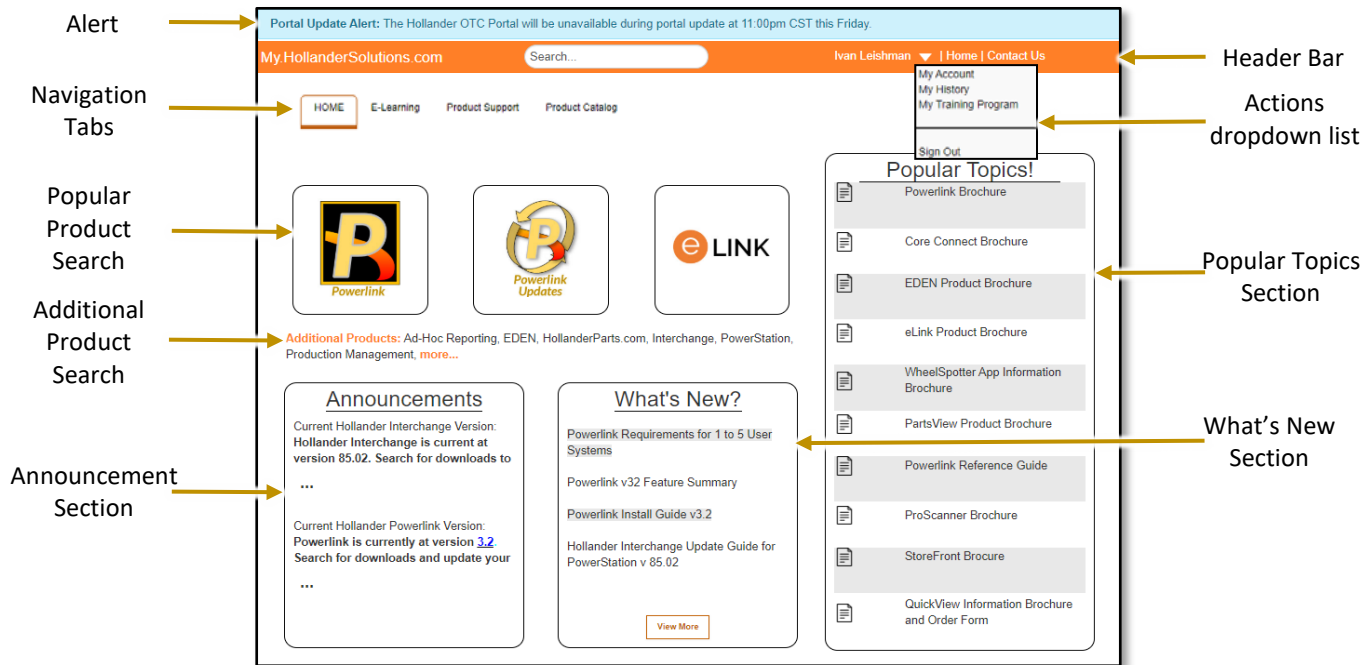 Alert
Navigation
Tabs
Popular
Product
Search
Additional
Product
Search
Announcement
Section
Portal Update Alert: The Hollander OTC Portal will be unavailable during portal update at 11:00pm CST this Friday.
My.HollanderSolutions.com
Search...
Ivan Leishman | Home | Contact Us
My Account
My History
My Training Program
Sign Out
HOME E-Learning Product Support Product Catalog
Powerlink
Powerlink
Updates
e LINK
Additional Products: Ad-Hoc Reporting, EDEN, HollanderParts.com, Interchange, PowerStation,
Production Management, more...
Announcements
Current Hollander Interchange Version:
Hollander Interchange is current at
version 85.02. Search for downloads to
...
Current Hollander Powerlink Version:
Powerlink is currently at version 3.2.
Search for downloads and update your
...
What's New?
Powerlink Requirements for 1 to 5 User
Systems
Powerlink v32 Feature Summary
Powerlink Install Guide v3.2
Hollander Interchange Update Guide for
PowerStation v 85.02
View More
Popular Topics!
Powerlink Brochure
Core Connect Brochure
EDEN Product Brochure
eLink Product Brochure
WheelSpotter App Information
Brochure
PartsView Product Brochure
Powerlink Reference Guide
ProScanner Brochure
StoreFront Brocure
QuickView Information Brochure
and Order Form
Header Bar
Actions
dropdown list
Popular Topics
Section
What’s New
Section